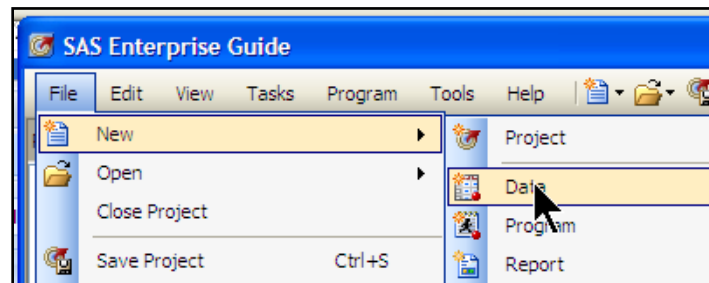 SAS Enterprise Guide
File Edit View Tasks Program Tools Help
New Project
Open Data
Close Project Program
Save Project Ctrl+S Report